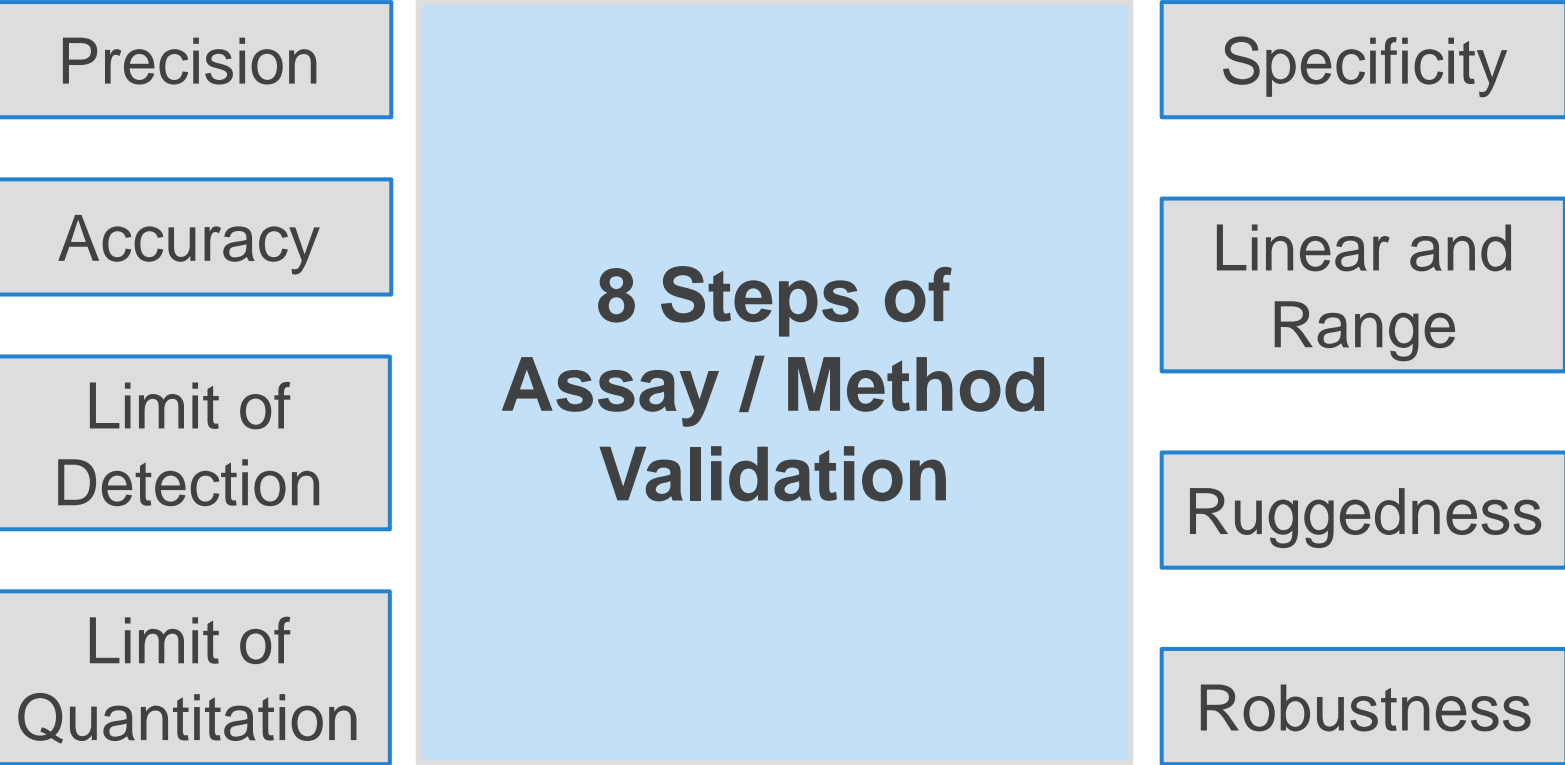 Precision
Accuracy
Limit of
Detection
Limit of
Quantitation
8 Steps of
Assay / Method
Validation
Specificity
Linear and
Range
Ruggedness
Robustness